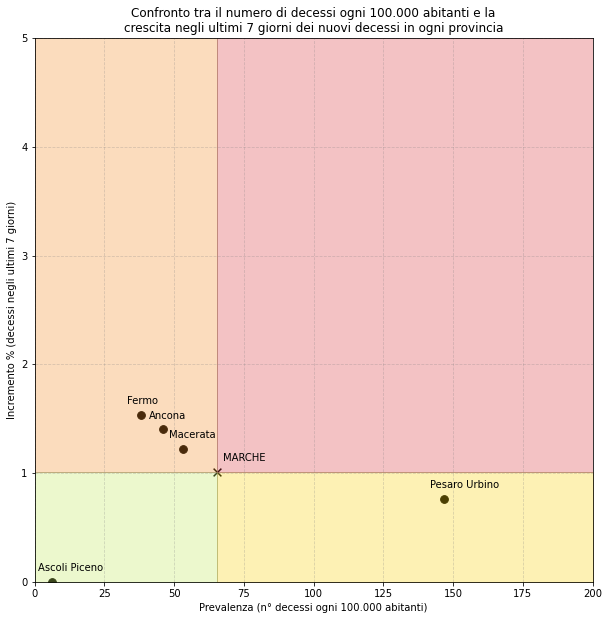 Confronto tra il numero di decessi ogni 100.000 abitanti e la
crescita negli ultimi 7 giorni dei nuovi decessi in ogni provincia
5
4
3
2
1
0
Incremento % (decessi negli ultimi 7 giorni)
Fermo
Ancona
Macerata
MARCHE
Pesaro Urbino
Ascoli Piceno
0 25 50 75 100 125 150 175 200
Prevalenza (n° decessi ogni 100.000 abitanti)